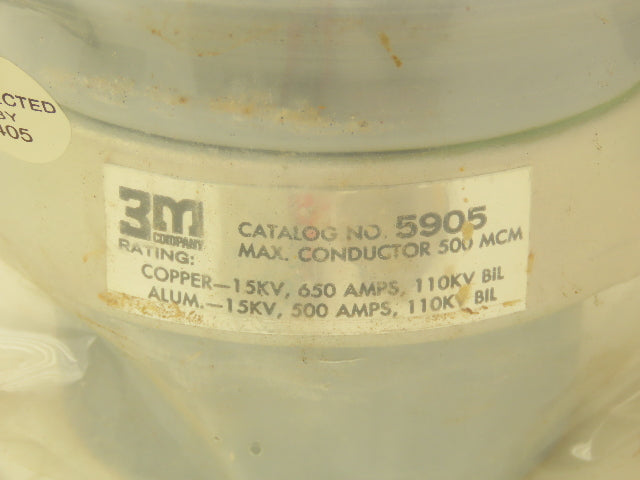 ECTED
BY
405
3M
COMPANY
CATALOG NO. 5905
MAX. CONDUCTOR 500 MCM
RATING:
COPPER—15KV, 650 AMPS, 110KV BIL
ALUM.—15KV, 500 AMPS, 110KV BIL